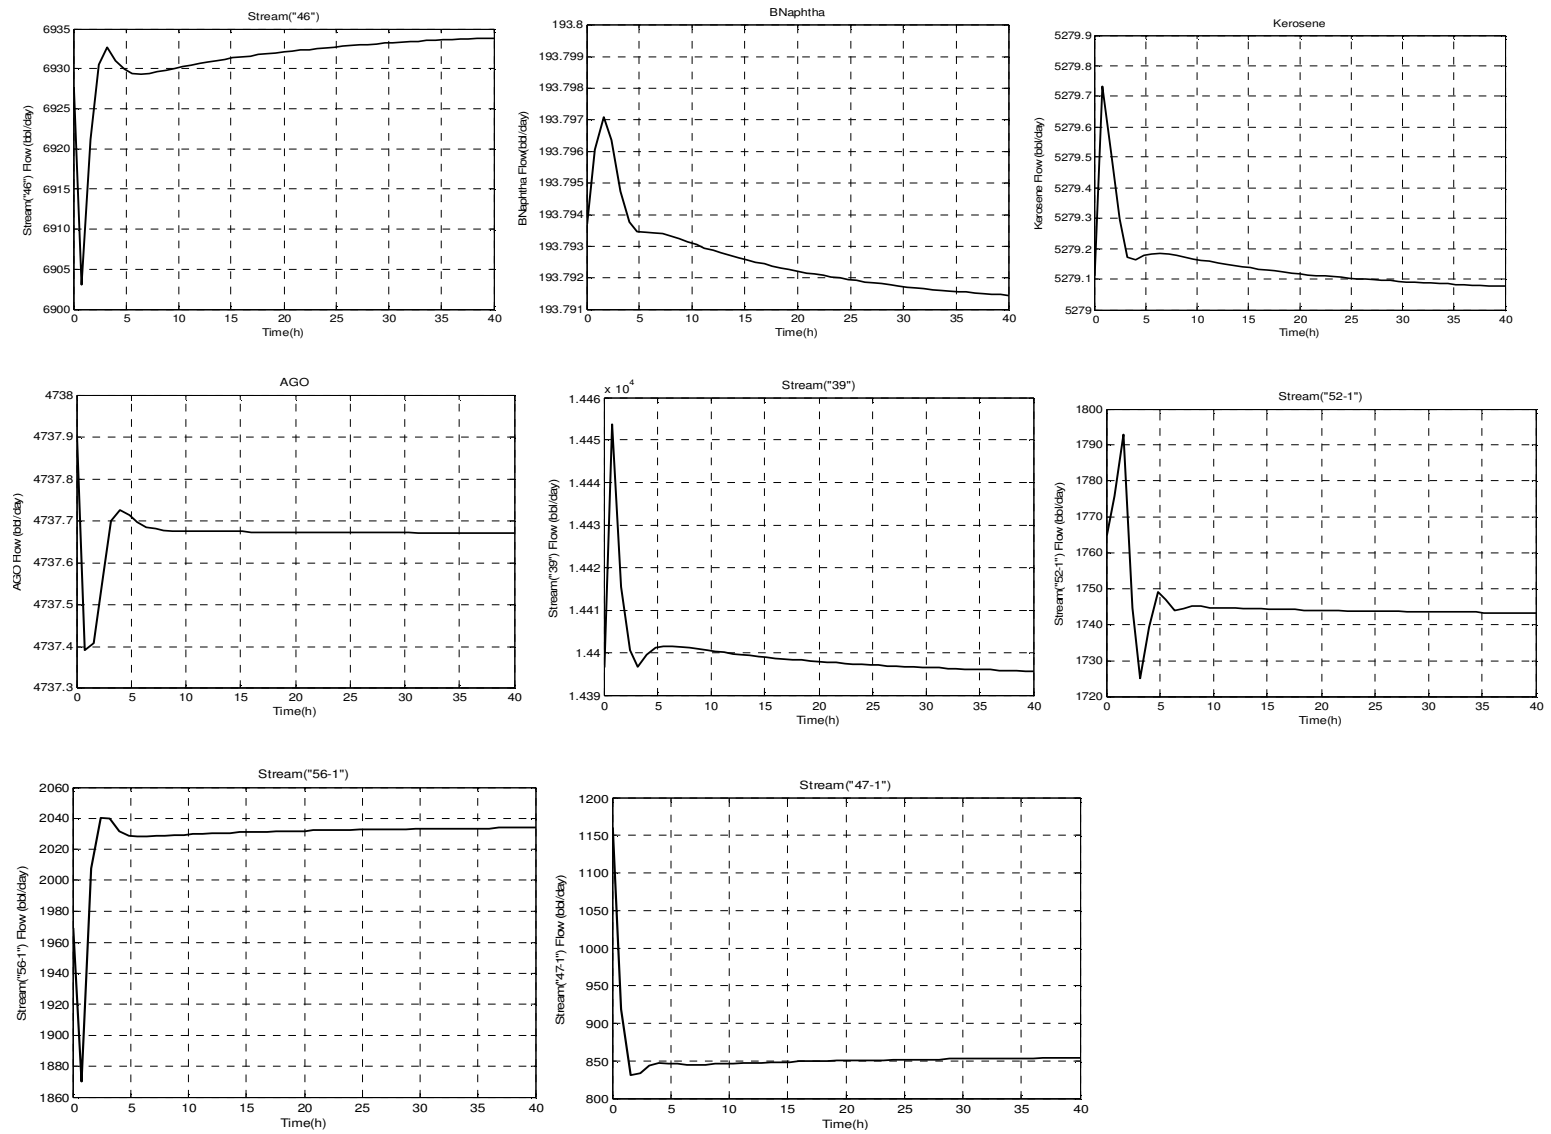 Stream("46")
6935
6930
6925
6920
6915
6910
6905
6900
Stream("46") Flow (bbl/day)
0 5 10 15 20 25 30 35 40
Time(h)
BNaphtha
193.8
193.799
193.798
193.797
193.796
193.795
193.794
193.793
193.792
193.791
BNaphtha Flow(bbl/day)
0 5 10 15 20 25 30 35 40
Time(h)
Kerosene
5279.9
5279.8
5279.7
5279.6
5279.5
5279.4
5279.3
5279.2
5279.1
5279
Kerosene Flow (bbl/day)
0 5 10 15 20 25 30 35 40
Time(h)
AGO
4738
4737.9
4737.8
4737.7
4737.6
4737.5
4737.4
4737.3
AGO Flow (bbl/day)
0 5 10 15 20 25 30 35 40
Time(h)
Stream("39")
x 10^4
1.446
1.445
1.444
1.443
1.442
1.441
1.44
1.439
Stream("39") Flow (bbl/day)
0 5 10 15 20 25 30 35 40
Time(h)
Stream("52-1")
1800
1790
1780
1770
1760
1750
1740
1730
1720
Stream("52-1") Flow (bbl/day)
0 5 10 15 20 25 30 35 40
Time(h)
Stream("56-1")
2060
2040
2020
2000
1980
1960
1940
1920
1900
1880
1860
Stream("56-1") Flow (bbl/day)
0 5 10 15 20 25 30 35 40
Time(h)
Stream("47-1")
1200
1150
1100
1050
1000
950
900
850
800
Stream("47-1") Flow (bbl/day)
0 5 10 15 20 25 30 35 40
Time(h)